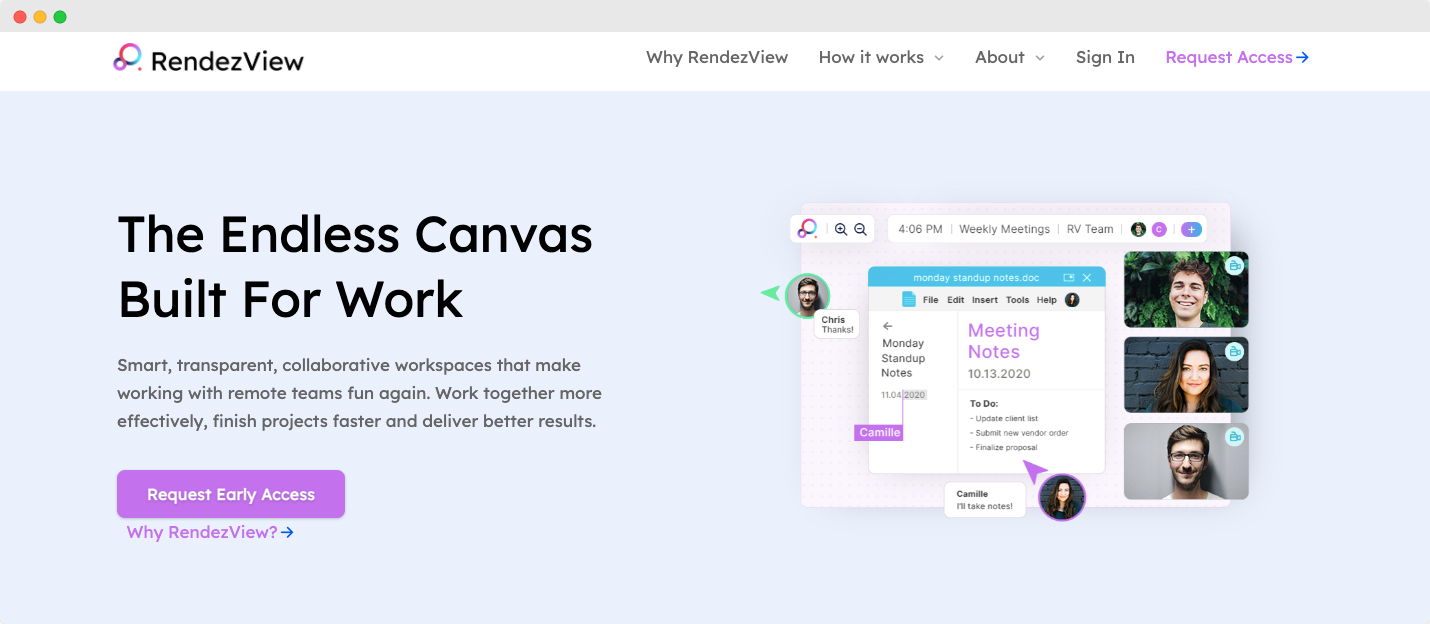 RendezView
Why RendezView
How it works
About
Sign In
Request Access
The Endless Canvas
Built For Work
Smart, transparent, collaborative workspaces that make
working with remote teams fun again. Work together more
effectively, finish projects faster and deliver better results.
Request Early Access
Why RendezView?
4:06 PM
Weekly Meetings
RV Team
C
+
monday standup notes.doc
File Edit Insert Tools Help
Chris
Thanks!
Monday
Standup
Notes
11.04.2020
Camille
Meeting
Notes
10.13.2020
To Do:
- Update client list
- Submit new vendor order
- Finalize proposal
Camille
I'll take notes!